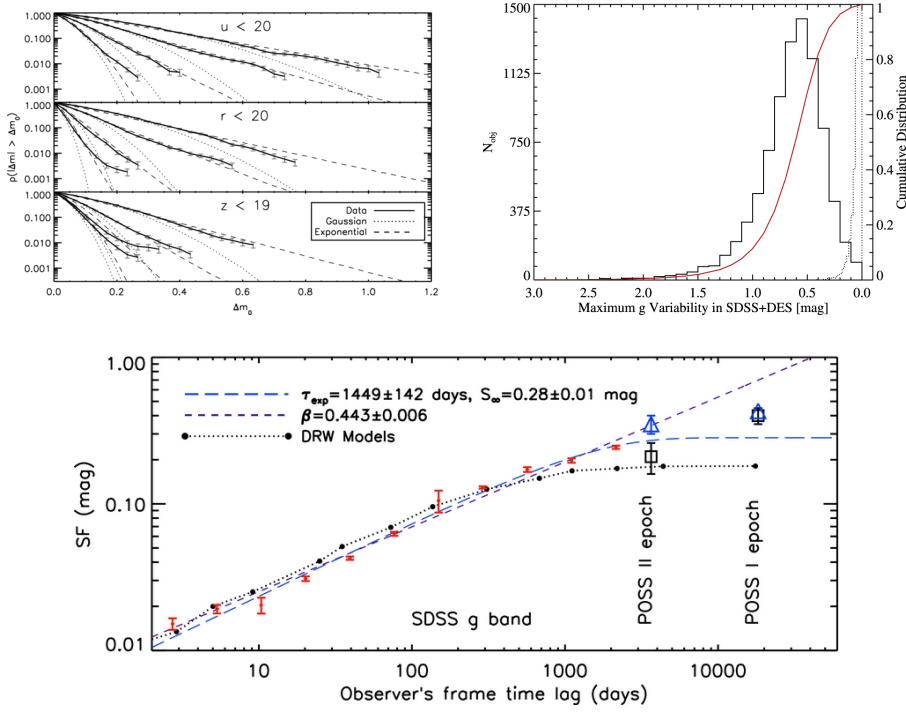 u < 20
1.000
0.100
0.010
0.001
r < 20
1.000
0.100
0.010
0.001
z < 19
1.000
0.100
0.010
0.001
Data
Gaussian
Exponential
p(|Δm| > Δm₀)
0.0 0.2 0.4 0.6 0.8 1.0 1.2
Δm₀
1500
1125
750
375
0
N_obj
1
0.8
0.6
0.4
0.2
0
Cumulative Distribution
3.0 2.5 2.0 1.5 1.0 0.5 0.0
Maximum g Variability in SDSS+DES [mag]
1.00
0.10
0.01
SF (mag)
τ_exp=1449±142 days, S_∞=0.28±0.01 mag
β=0.443±0.006
DRW Models
SDSS g band
POSS II epoch
POSS I epoch
10 100 1000 10000
Observer's frame time lag (days)